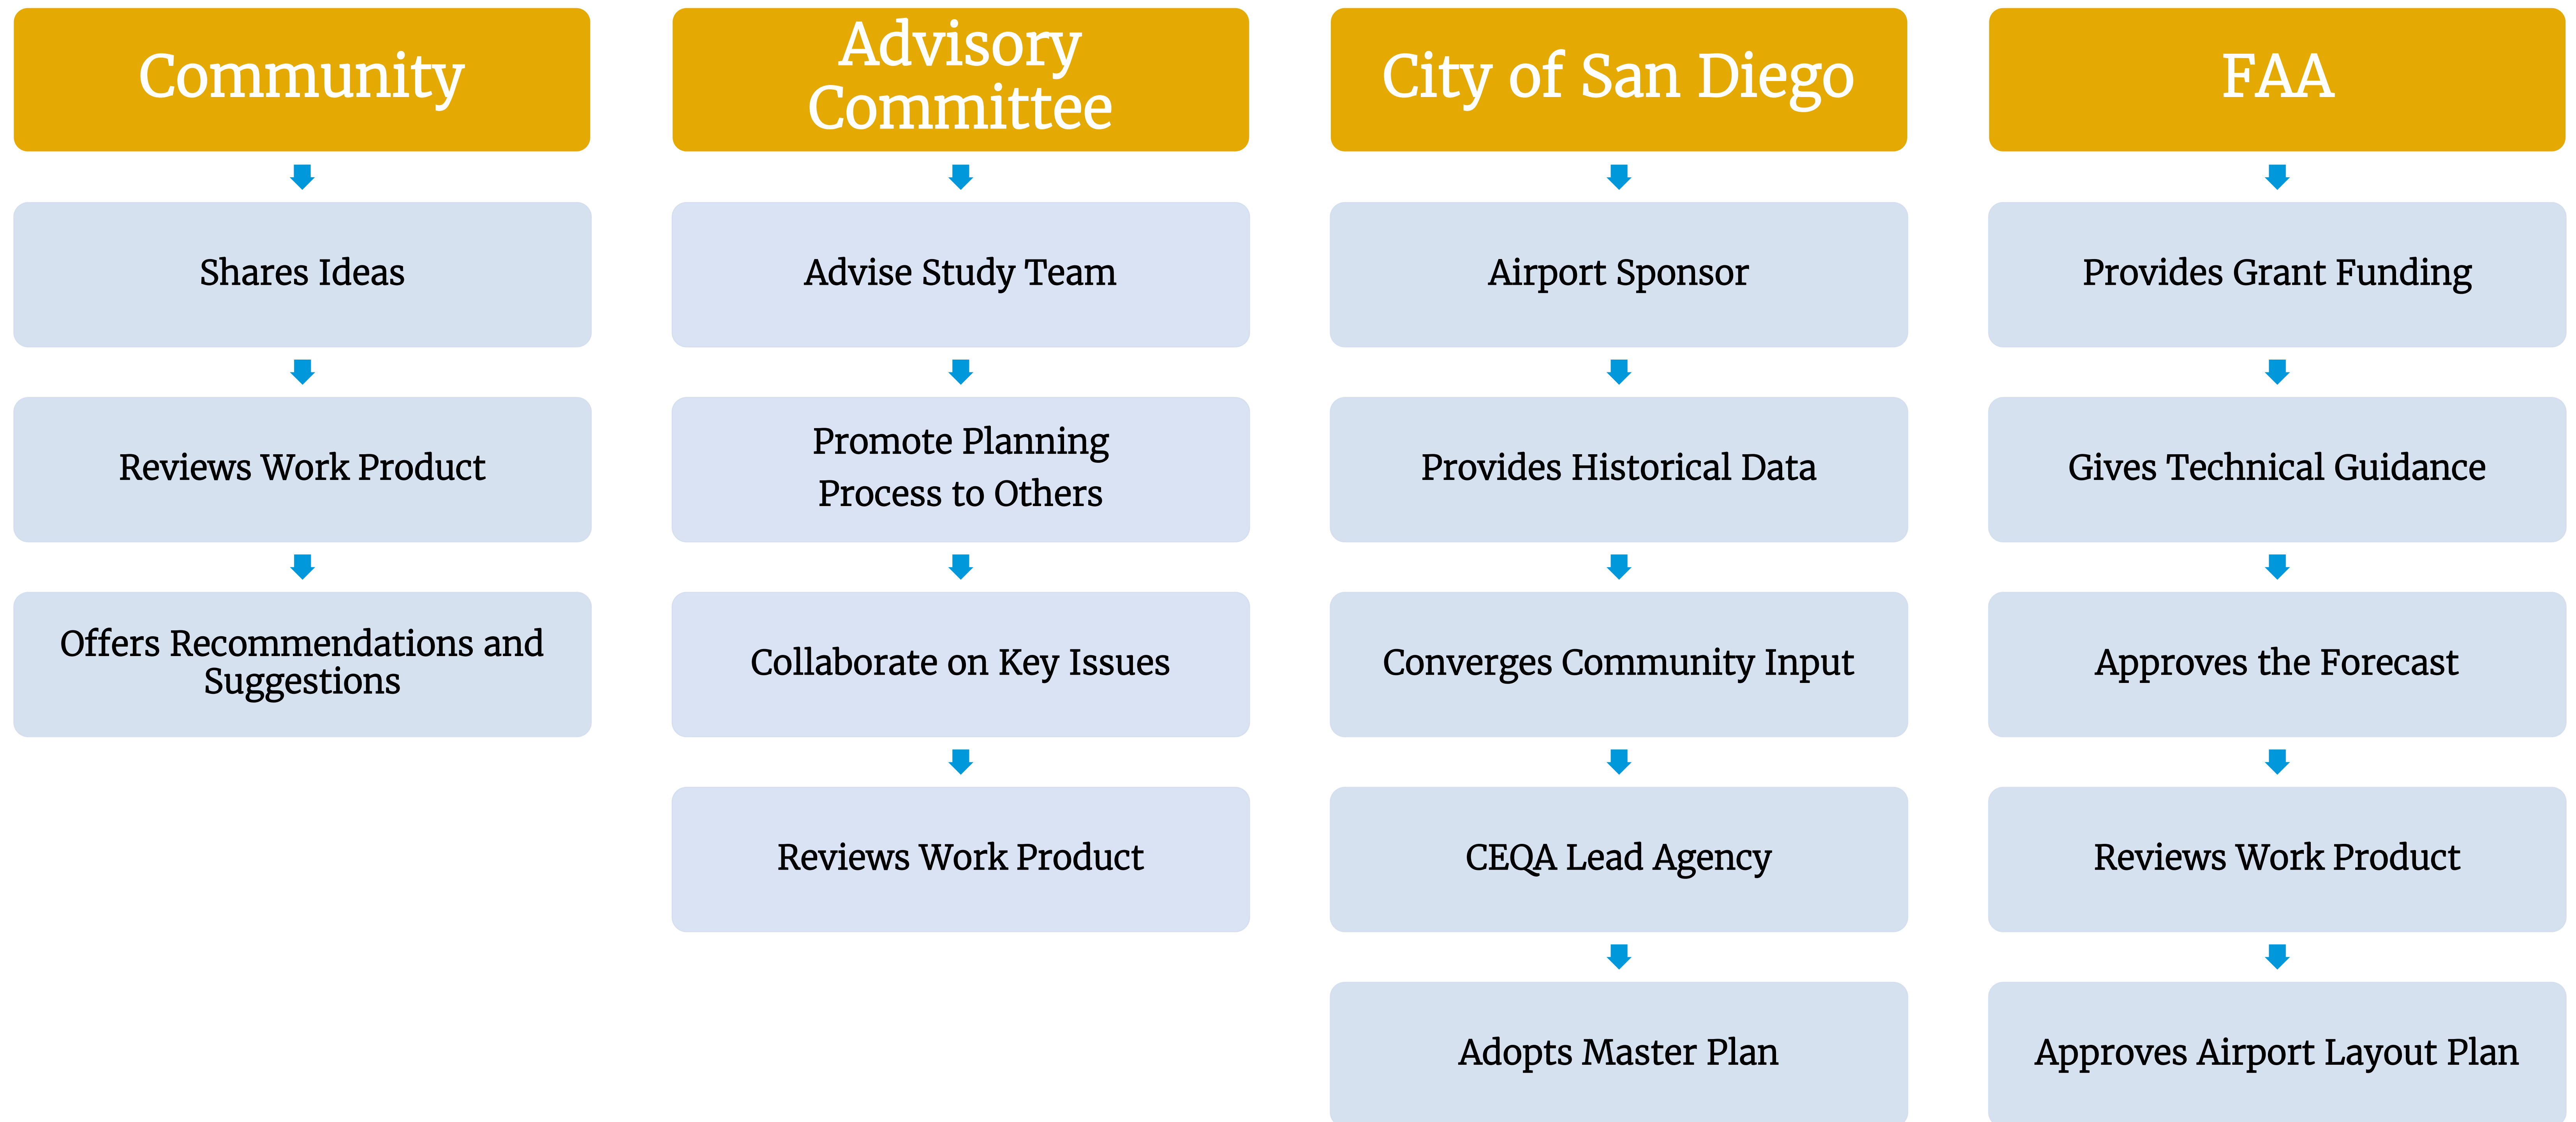 Community
Shares Ideas
Reviews Work Product
Offers Recommendations and
Suggestions
Advisory
Committee
Advise Study Team
Promote Planning
Process to Others
Collaborate on Key Issues
Reviews Work Product
City of San Diego
Airport Sponsor
Provides Historical Data
Converges Community Input
CEQA Lead Agency
Adopts Master Plan
FAA
Provides Grant Funding
Gives Technical Guidance
Approves the Forecast
Reviews Work Product
Approves Airport Layout Plan